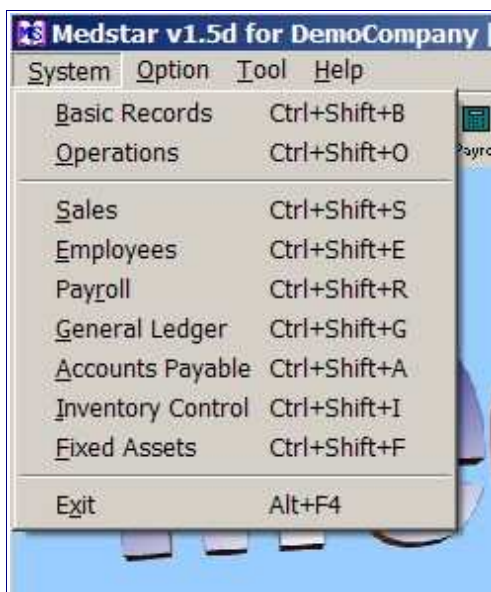 MS Medstar v1.5d for DemoCompany
System Option Tool Help
Basic Records Ctrl+Shift+B
Operations Ctrl+Shift+O
Sales Ctrl+Shift+S
Employees Ctrl+Shift+E
Payroll Ctrl+Shift+R
General Ledger Ctrl+Shift+G
Accounts Payable Ctrl+Shift+A
Inventory Control Ctrl+Shift+I
Fixed Assets Ctrl+Shift+F
Exit Alt+F4